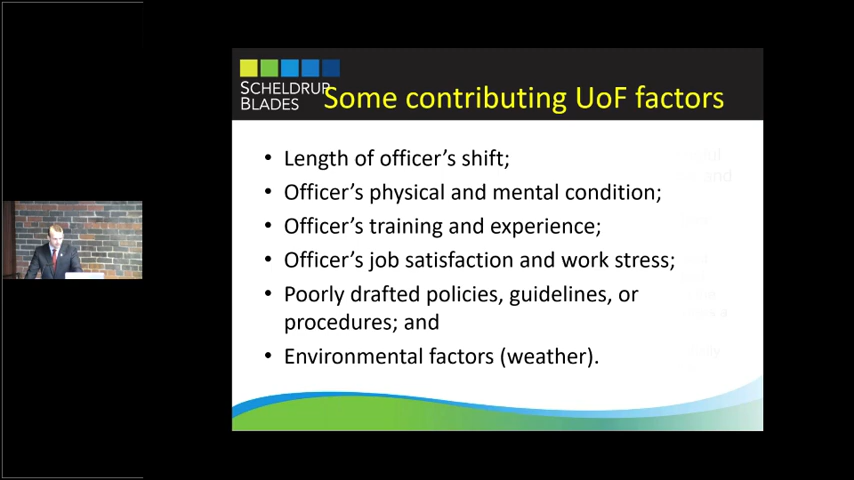 SCHELDRUP
BLADES
Some contributing UoF factors
• Length of officer's shift;
• Officer's physical and mental condition;
• Officer's training and experience;
• Officer's job satisfaction and work stress;
• Poorly drafted policies, guidelines, or
procedures; and
• Environmental factors (weather).